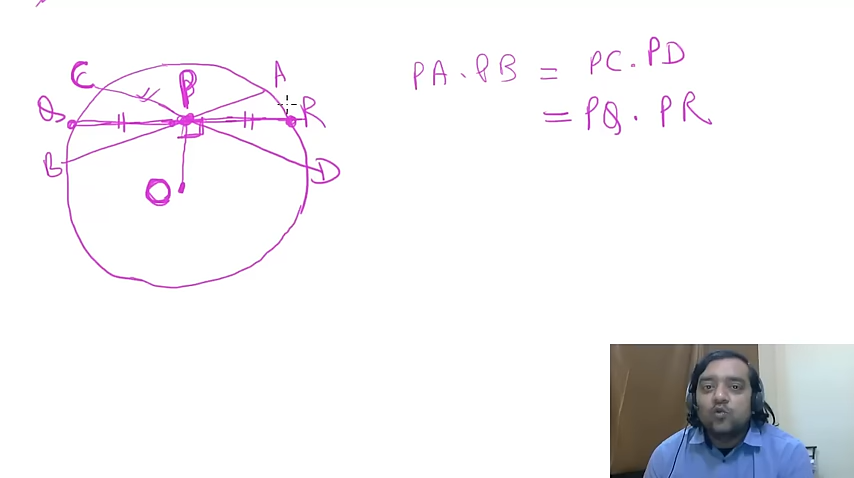 C
P
A
Q
R
B
D
O
PA . PB = PC . PD
= PQ . PR